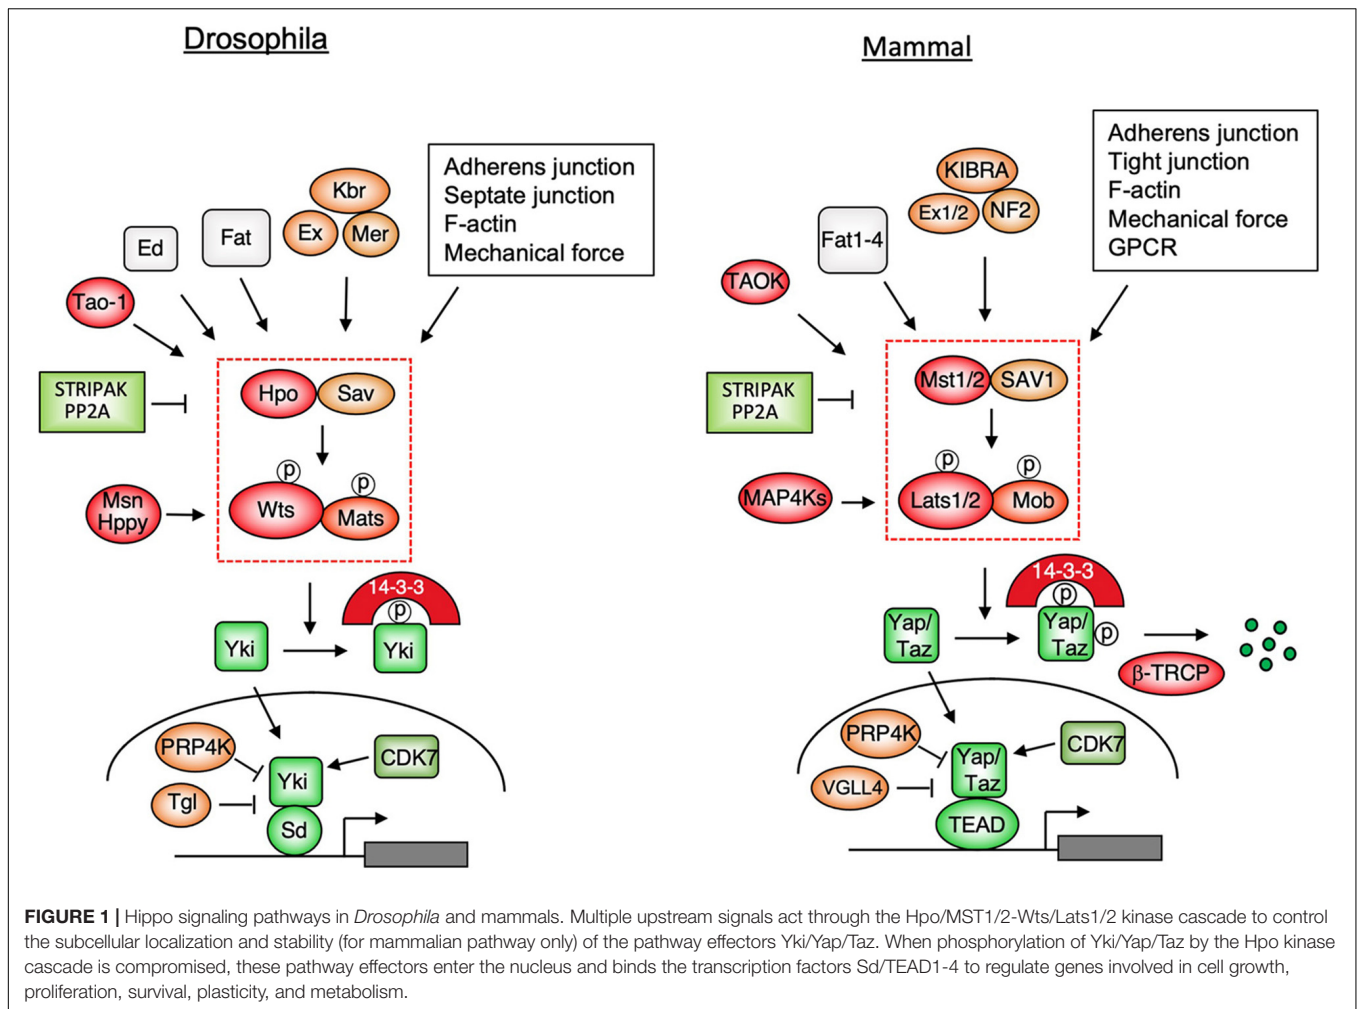 Drosophila
Kbr
Ex
Mer
Ed
Fat
Tao-1
Adherens junction
Septate junction
F-actin
Mechanical force
STRIPAK
PP2A
Hpo
Sav
p
p
Wts
Mats
Msn
Hppy
14-3-3
p
Yki
Yki
PRP4K
CDK7
Yki
Tgl
Sd
Mammal
KIBRA
Ex1/2
NF2
Fat1-4
TAOK
Adherens junction
Tight junction
F-actin
Mechanical force
GPCR
STRIPAK
PP2A
Mst1/2
SAV1
p
p
Lats1/2
Mob
MAP4Ks
14-3-3
p
Yap/
Taz
Yap/
Taz
p
β-TRCP
PRP4K
CDK7
Yap/
Taz
VGLL4
TEAD
FIGURE 1 | Hippo signaling pathways in Drosophila and mammals. Multiple upstream signals act through the Hpo/MST1/2-Wts/Lats1/2 kinase cascade to control
the subcellular localization and stability (for mammalian pathway only) of the pathway effectors Yki/Yap/Taz. When phosphorylation of Yki/Yap/Taz by the Hpo kinase
cascade is compromised, these pathway effectors enter the nucleus and binds the transcription factors Sd/TEAD1-4 to regulate genes involved in cell growth,
proliferation, survival, plasticity, and metabolism.